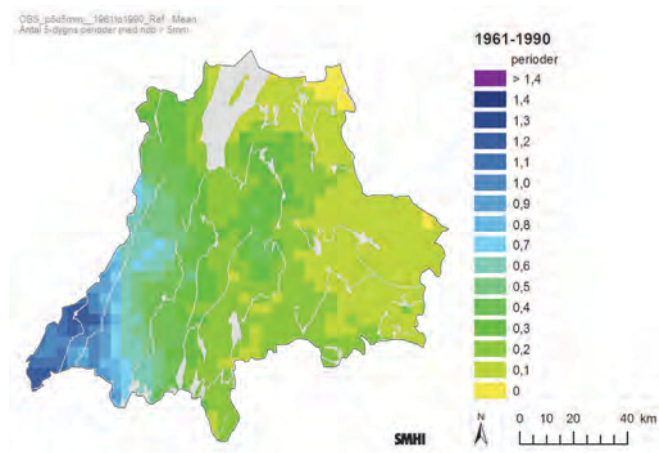 OBS_p5d5mm__1961to1990_Ref Mean
Antal 5-dygns perioder med ndb > 5mm
1961-1990
perioder
> 1,4
1,4
1,3
1,2
1,1
1,0
0,9
0,8
0,7
0,6
0,5
0,4
0,3
0,2
0,1
0
N
0 10 20 40 km
SMHI